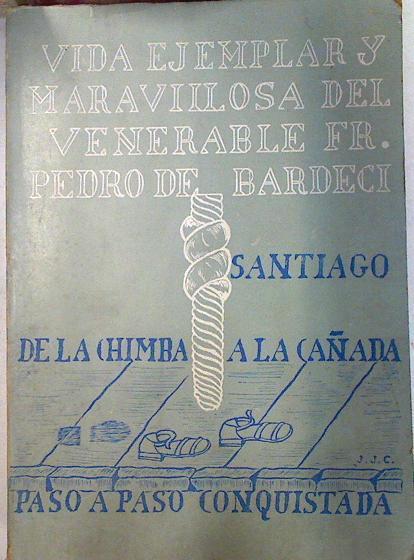 VIDA EJEMPLAR Y
MARAVILLOSA DEL
VENERABLE FR.
PEDRO DE BARDECI
SANTIAGO
DE LA CHIMBA A LA CAÑADA
J.J.C.
PASO A PASO CONQUISTADA